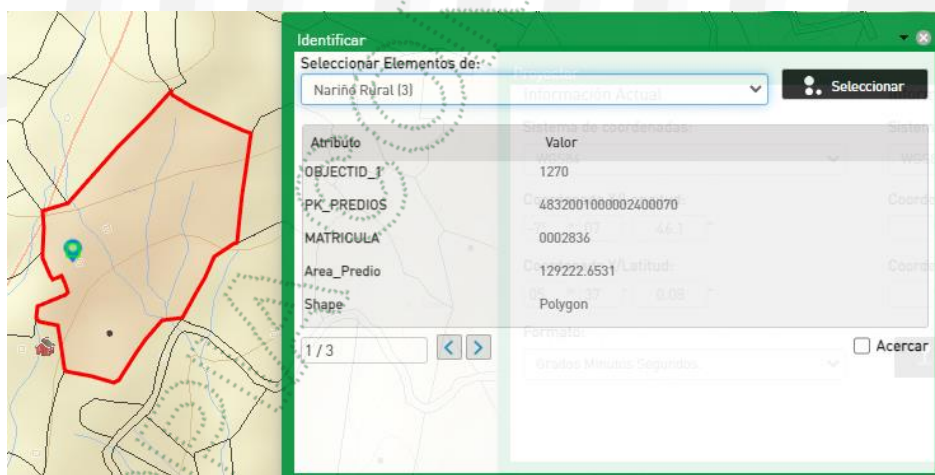 Identificar
Seleccionar Elementos de:
Nariño Rural (3)
Seleccionar
Información Actual
Sistema de coordenadas:
Atributo Valor
OBJECTID_1 1270
PK_PREDIOS 4832001000002400070
MATRICULA 0002836
Area_Predio 129222.6531
Shape Polygon
Formato:
1 / 3
Acercar
Grados Minutos Segundos